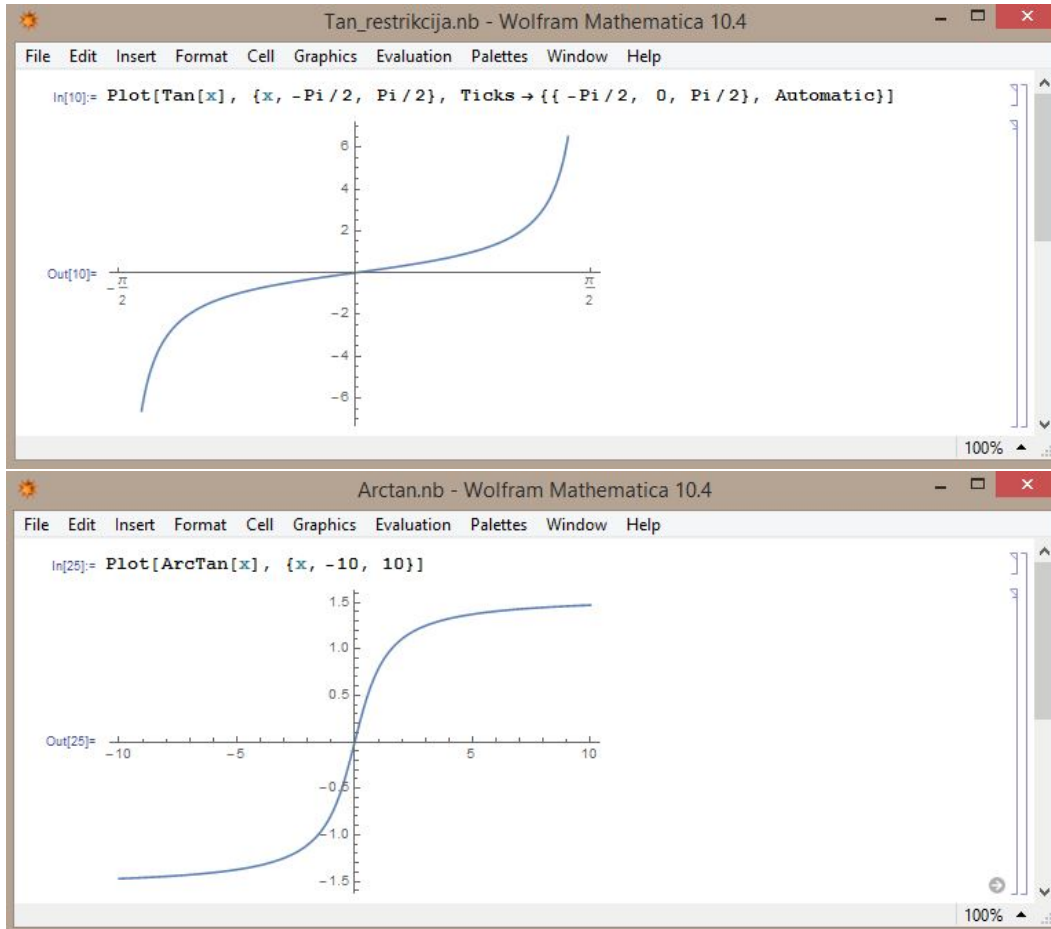 Tan_restrikcija.nb - Wolfram Mathematica 10.4
File Edit Insert Format Cell Graphics Evaluation Palettes Window Help
In[10]:= Plot[Tan[x], {x, -Pi/2, Pi/2}, Ticks → {{-Pi/2, 0, Pi/2}, Automatic}]
6
4
2
Out[10]=
-π/2
π/2
-2
-4
-6
100%
Arctan.nb - Wolfram Mathematica 10.4
File Edit Insert Format Cell Graphics Evaluation Palettes Window Help
In[25]:= Plot[ArcTan[x], {x, -10, 10}]
1.5
1.0
0.5
Out[25]=
-10 -5 5 10
-0.5
-1.0
-1.5
100%